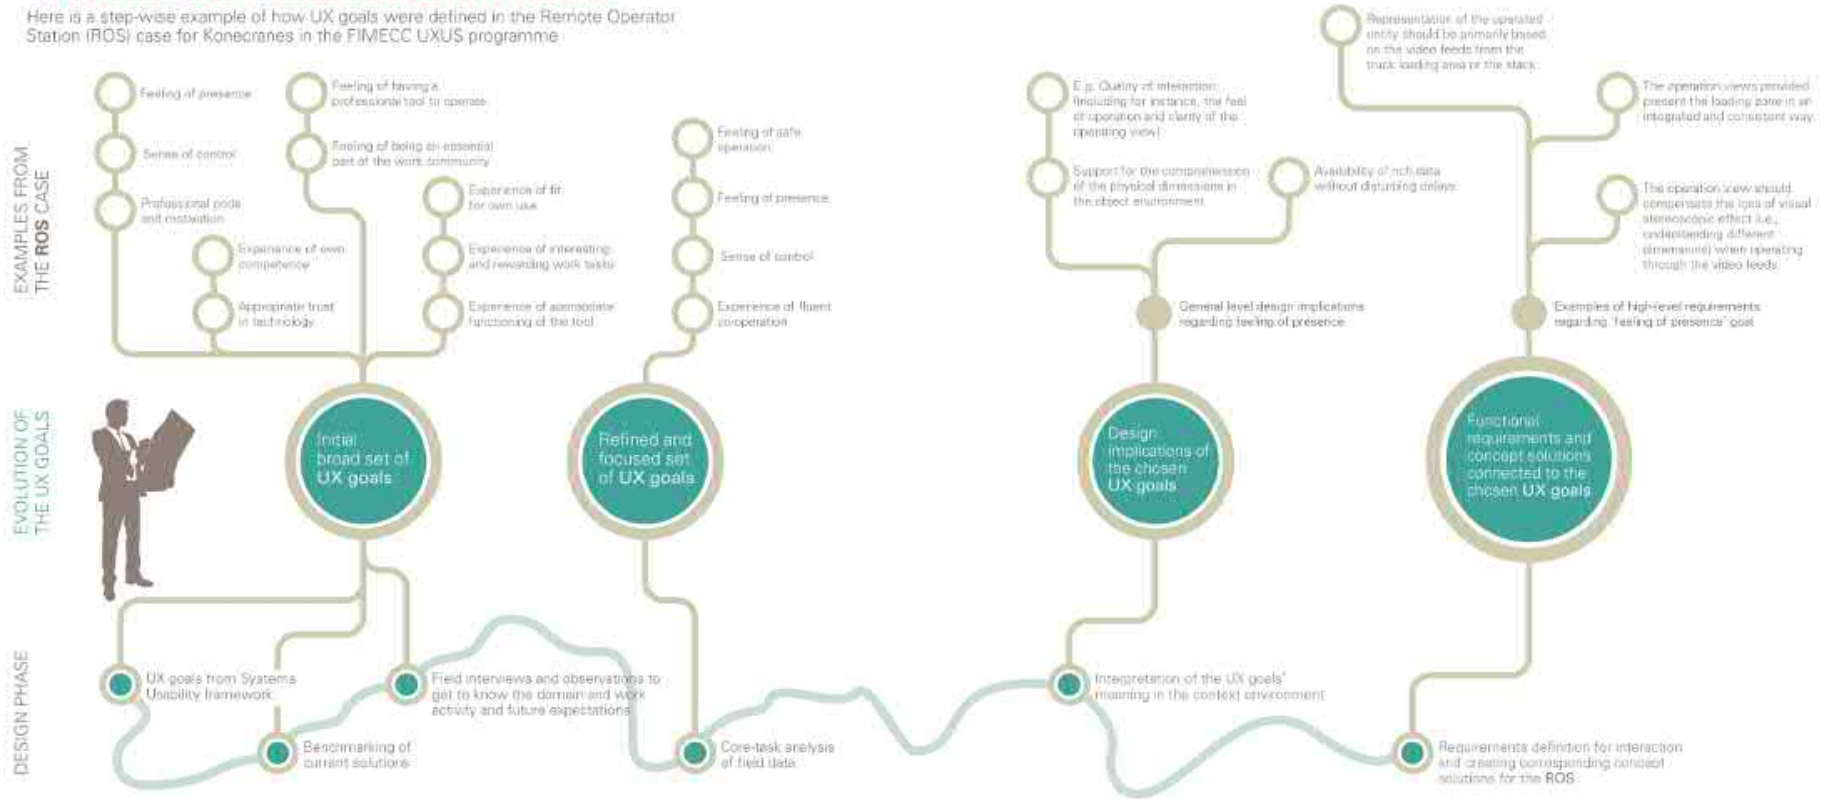 Here is a step-wise example of how UX goals were defined in the Remote Operator
Station (ROS) case for Konecranes in the FIMECC UXUS programme
EXAMPLES FROM
THE ROS CASE
Feeling of presence
Sense of control
Professional pride
and motivation
Experience of own
competence
Appropriate trust
in technology
Feeling of having a
professional tool to operate
Feeling of being an essential
part of the work community
Experience of fit
for own use
Experience of interesting
and rewarding work tasks
Experience of appropriate
functioning of the tool
Feeling of safe
operation
Feeling of presence
Sense of control
Experience of fluent
co-operation
E.g. Quality of interaction
(including for instance, the feel
of operation and clarity of the
operating view)
Support for the comprehension
of the physical dimensions in
the object environment
Availability of rich data
without disturbing delays
General level design implications
regarding feeling of presence
Representation of the operated
entity should be primarily based
on the video feeds from the
truck loading area or the stack
The operation views provided
present the loading zone in an
integrated and consistent way
The operation view should
compensate the loss of visual
stereoscopic effect (i.e.,
understanding different
dimensions) when operating
through the video feeds
Examples of high-level requirements
regarding 'feeling of presence' goal
EVOLUTION OF
THE UX GOALS
Initial
broad set of
UX goals
Refined and
focused set
of UX goals
Design
implications of
the chosen
UX goals
Functional
requirements and
concept solutions
connected to the
chosen UX goals
DESIGN PHASE
UX goals from Systems
Usability framework
Benchmarking of
current solutions
Field interviews and observations to
get to know the domain and work
activity and future expectations
Core-task analysis
of field data
Interpretation of the UX goals'
meaning in the context environment
Requirements definition for interaction
and creating corresponding concept
solutions for the ROS